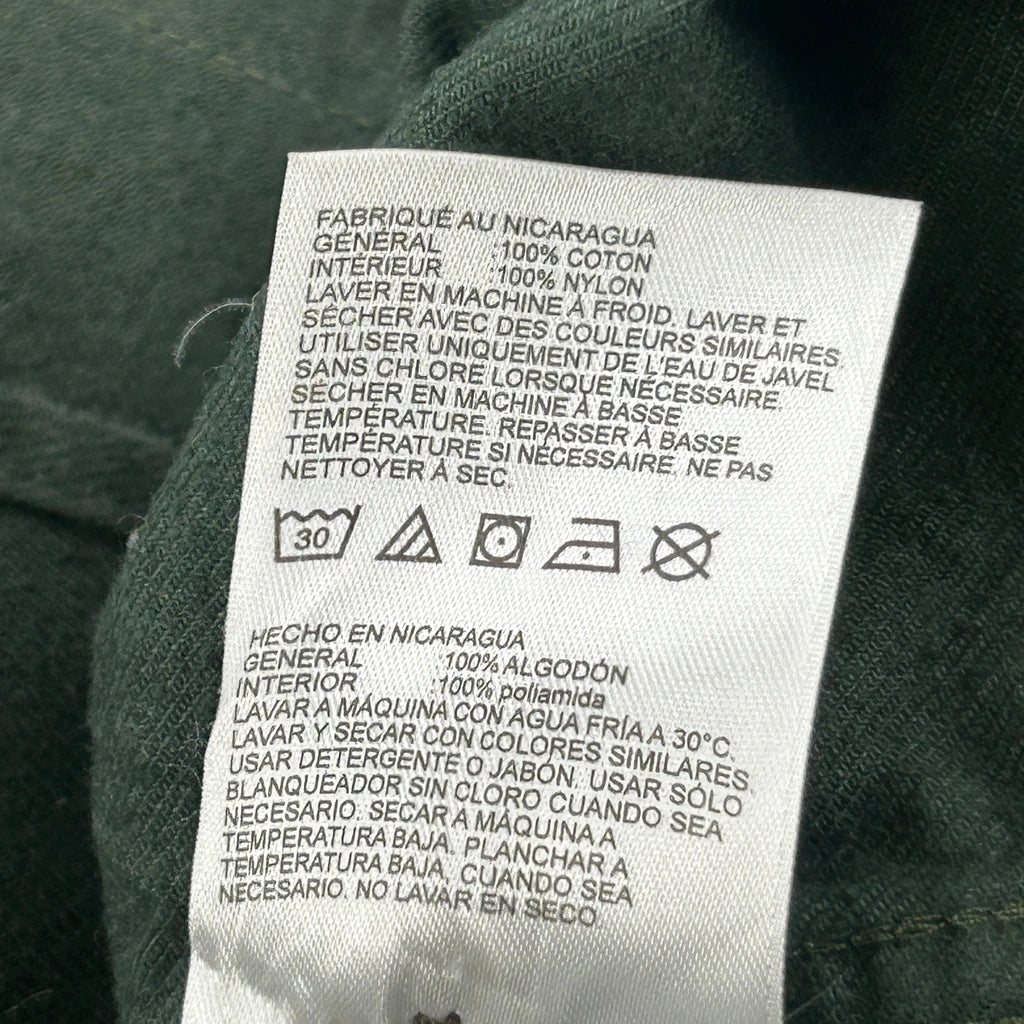 FABRIQUÉ AU NICARAGUA
GÉNÉRAL :100% COTON
INTÉRIEUR :100% NYLON
LAVER EN MACHINE À FROID. LAVER ET
SÉCHER AVEC DES COULEURS SIMILAIRES.
UTILISER UNIQUEMENT DE L'EAU DE JAVEL
SANS CHLORE LORSQUE NÉCESSAIRE.
SÉCHER EN MACHINE À BASSE
TEMPÉRATURE. REPASSER À BASSE
TEMPÉRATURE SI NÉCESSAIRE. NE PAS
NETTOYER À SEC.
30
HECHO EN NICARAGUA
GENERAL :100% ALGODÓN
INTERIOR :100% poliamida
LAVAR A MÁQUINA CON AGUA FRÍA A 30°C.
LAVAR Y SECAR CON COLORES SIMILARES.
USAR DETERGENTE O JABÓN. USAR SÓLO
BLANQUEADOR SIN CLORO CUANDO SEA
NECESARIO. SECAR A MÁQUINA A
TEMPERATURA BAJA. PLANCHAR A
TEMPERATURA BAJA, CUANDO SEA
NECESARIO. NO LAVAR EN SECO